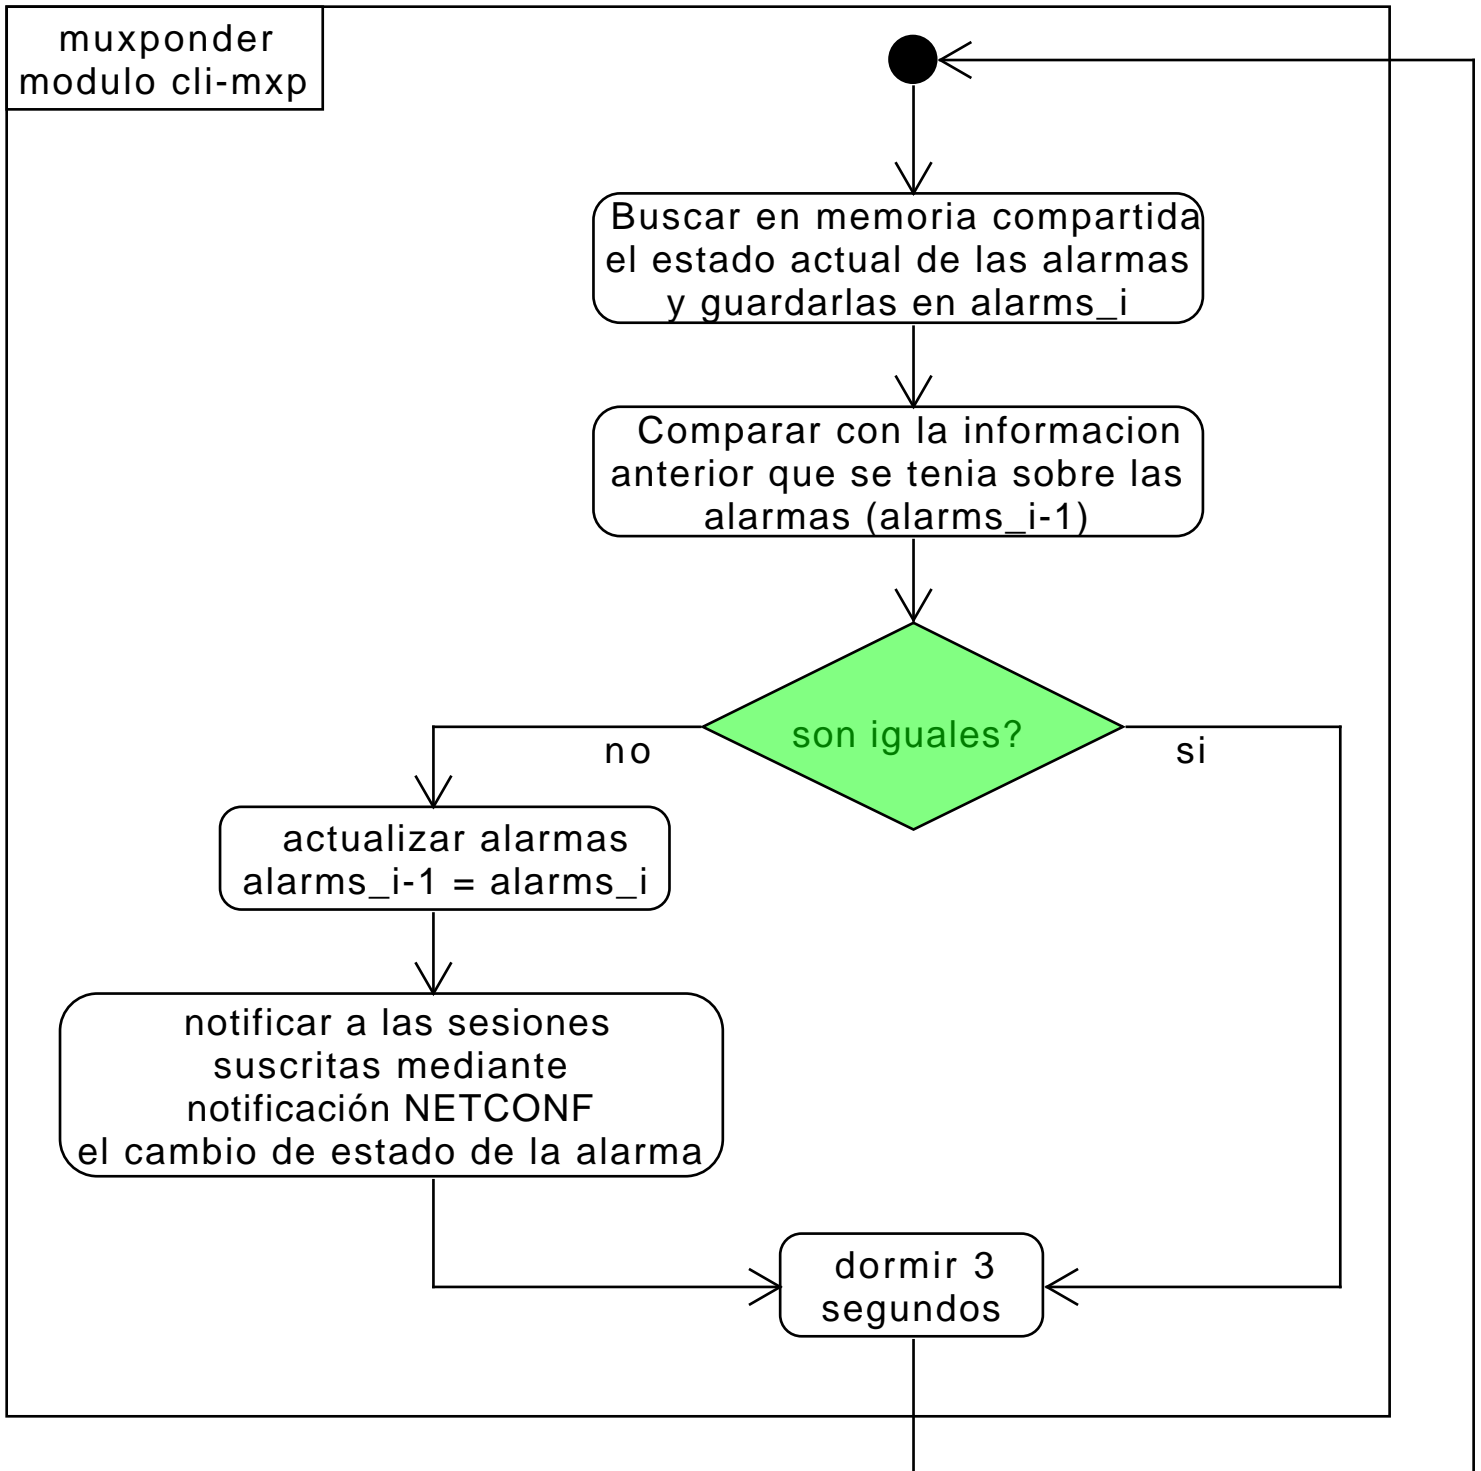 muxponder
modulo cli-mxp
Buscar en memoria compartida
el estado actual de las alarmas
y guardarlas en alarms_i
Comparar con la informacion
anterior que se tenia sobre las
alarmas (alarms_i-1)
son iguales?
no
si
actualizar alarmas
alarms_i-1 = alarms_i
notificar a las sesiones
suscritas mediante
notificación NETCONF
el cambio de estado de la alarma
dormir 3
segundos